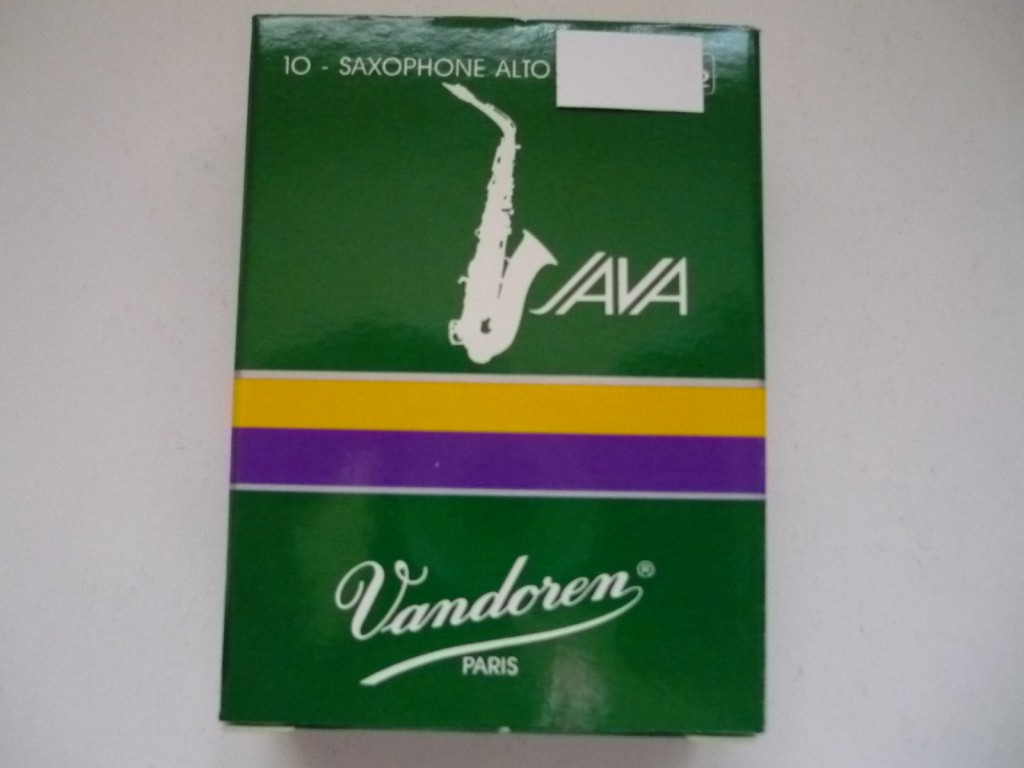 10 - SAXOPHONE ALTO
JAVA
Vandoren®
PARIS